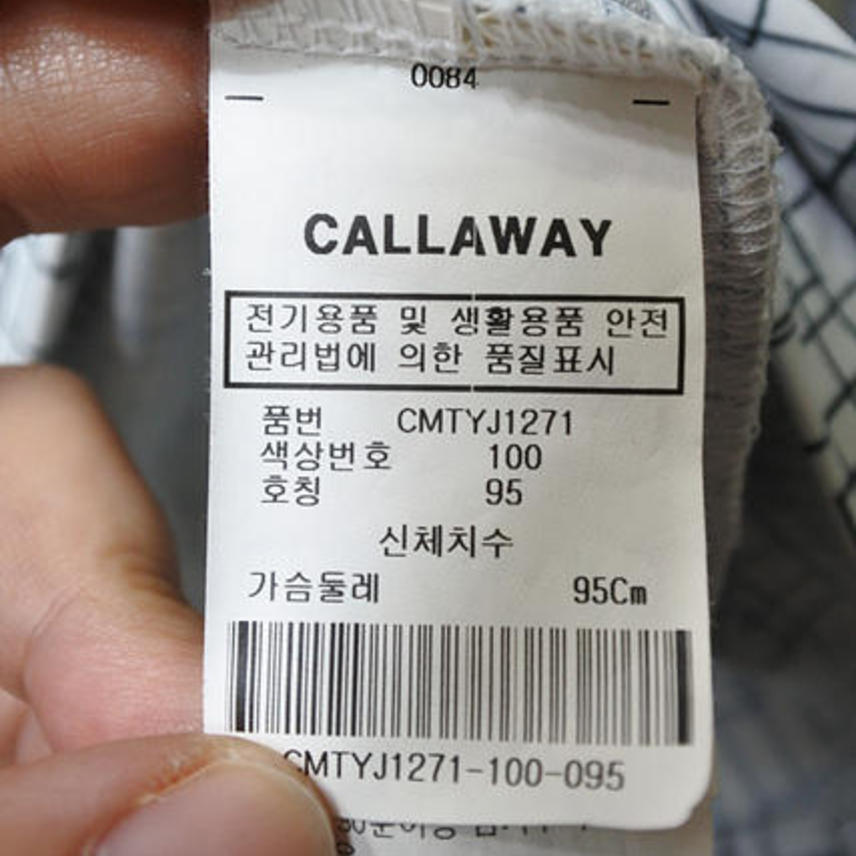 0084
CALLAWAY
전기용품 및 생활용품 안전
관리법에 의한 품질표시
품번 CMTYJ1271
색상번호 100
호칭 95
신체치수
가슴둘레 95Cm
CMTYJ1271-100-095